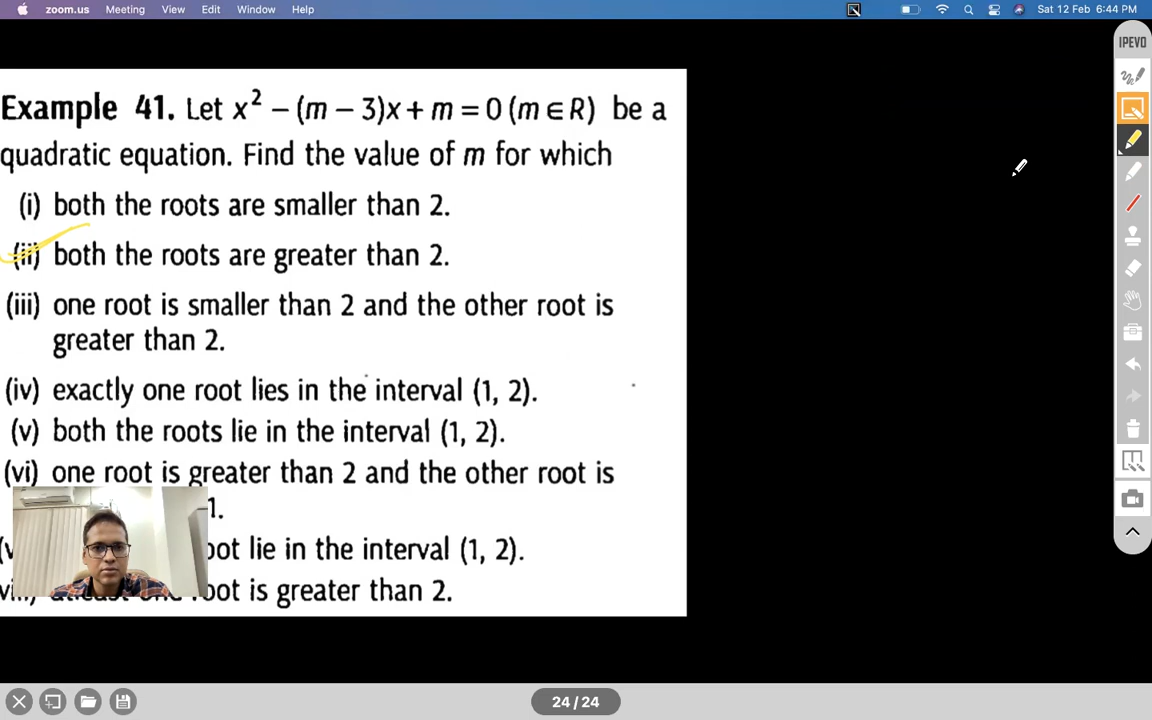 zoom.us Meeting View Edit Window Help Sat 12 Feb 6:44 PM
IPEVO
Example 41. Let x² − (m − 3)x + m = 0 (m ∈ R) be a
quadratic equation. Find the value of m for which
(i) both the roots are smaller than 2.
(ii) both the roots are greater than 2.
(iii) one root is smaller than 2 and the other root is
greater than 2.
(iv) exactly one root lies in the interval (1, 2).
(v) both the roots lie in the interval (1, 2).
(vi) one root is greater than 2 and the other root is
1.
lie in the interval (1, 2).
root is greater than 2.
24 / 24